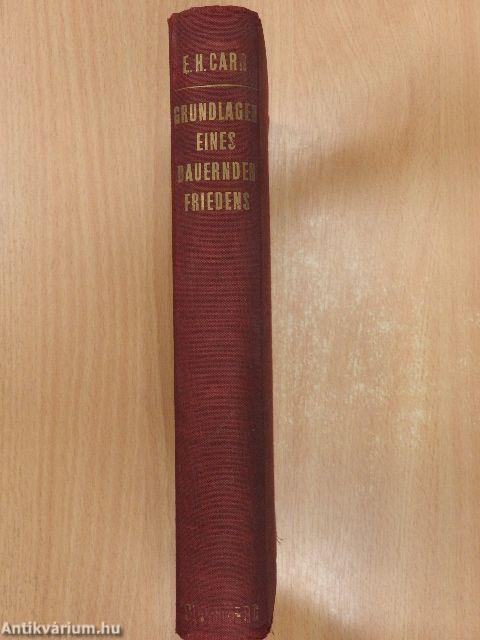 E.H.CARR
GRUNDLAGEN
EINES
DAUERNDEN
FRIEDENS
Antikvárium.hu